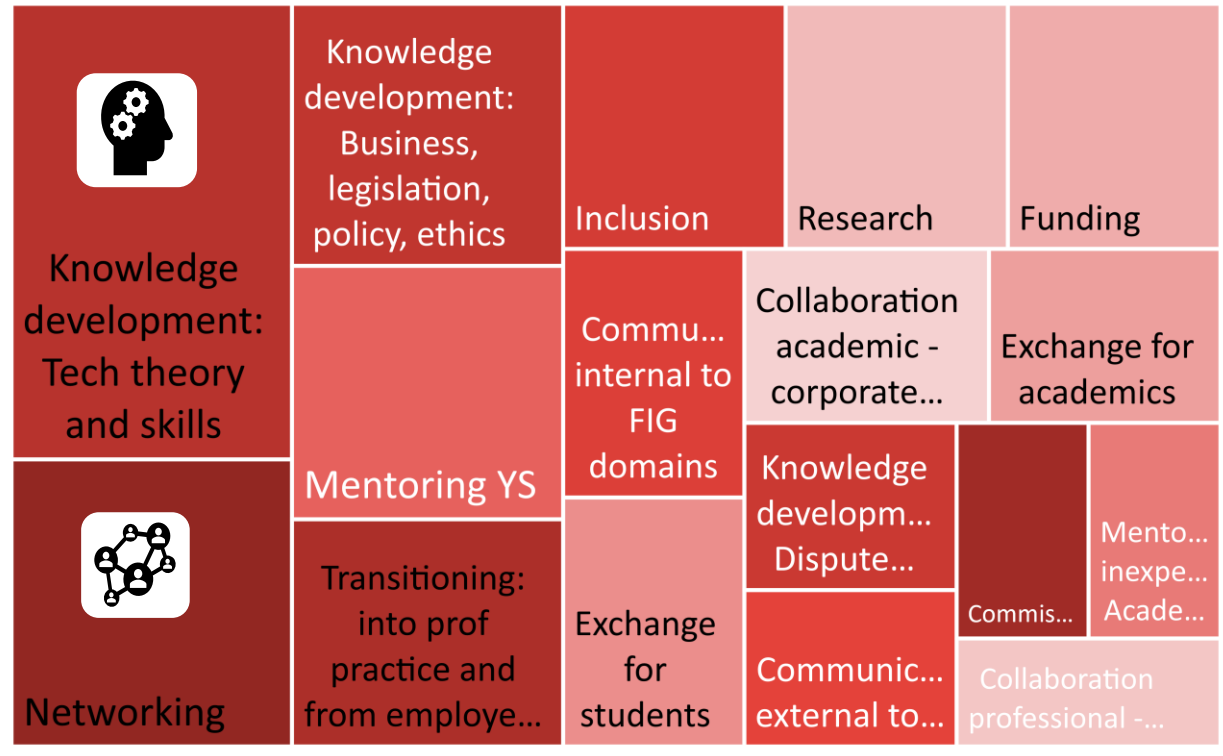 Knowledge
development:
Tech theory
and skills
Networking
Knowledge
development:
Business,
legislation,
policy, ethics
Mentoring YS
Transitioning:
into prof
practice and
from employe...
Inclusion
Research
Funding
Commu...
internal to
FIG
domains
Exchange
for
students
Collaboration
academic -
corporate...
Exchange for
academics
Knowledge
developm...
Dispute...
Communic...
external to...
Commis...
Mento...
inexpe...
Acade...
Collaboration
professional -...